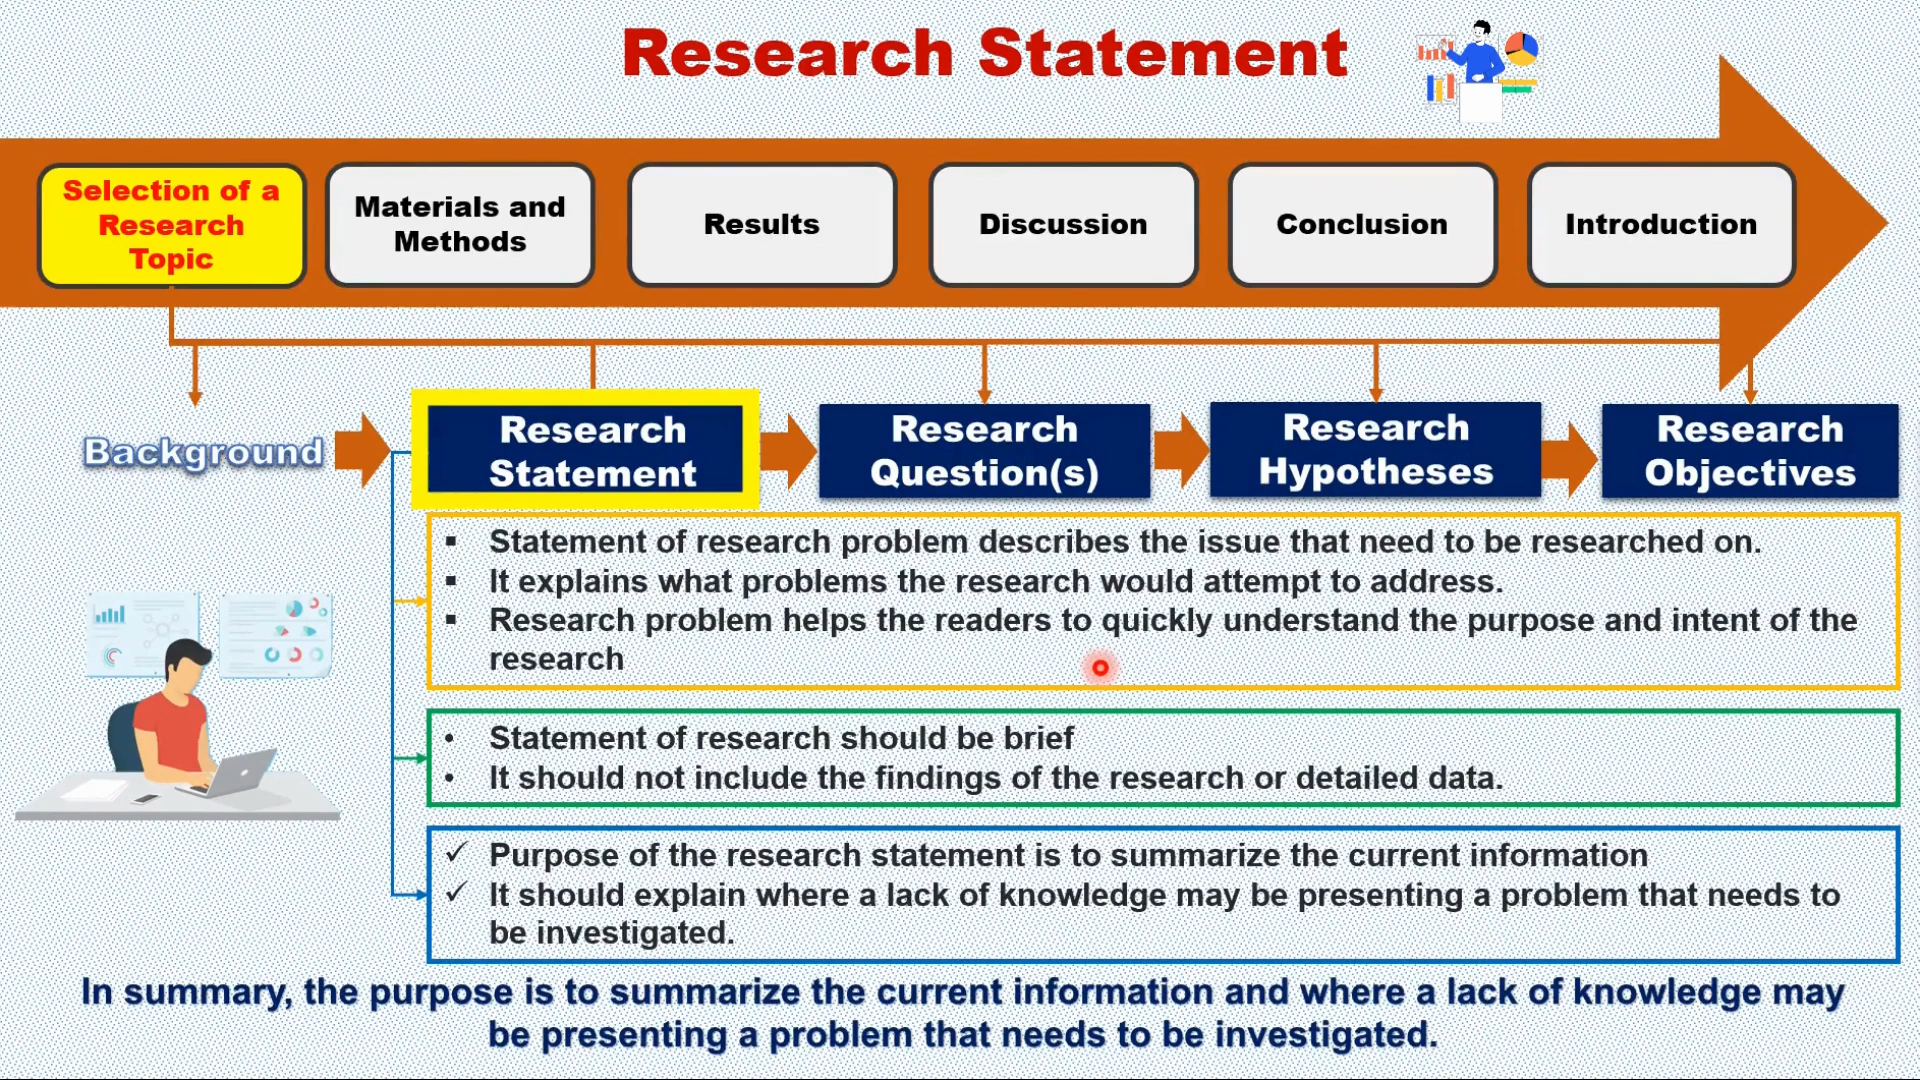 Research Statement
Selection of a
Research
Topic
Materials and
Methods
Results
Discussion
Conclusion
Introduction
Background
Research
Statement
Research
Question(s)
Research
Hypotheses
Research
Objectives
▪ Statement of research problem describes the issue that need to be researched on.
▪ It explains what problems the research would attempt to address.
▪ Research problem helps the readers to quickly understand the purpose and intent of the
research
• Statement of research should be brief
• It should not include the findings of the research or detailed data.
✓ Purpose of the research statement is to summarize the current information
✓ It should explain where a lack of knowledge may be presenting a problem that needs to
be investigated.
In summary, the purpose is to summarize the current information and where a lack of knowledge may
be presenting a problem that needs to be investigated.